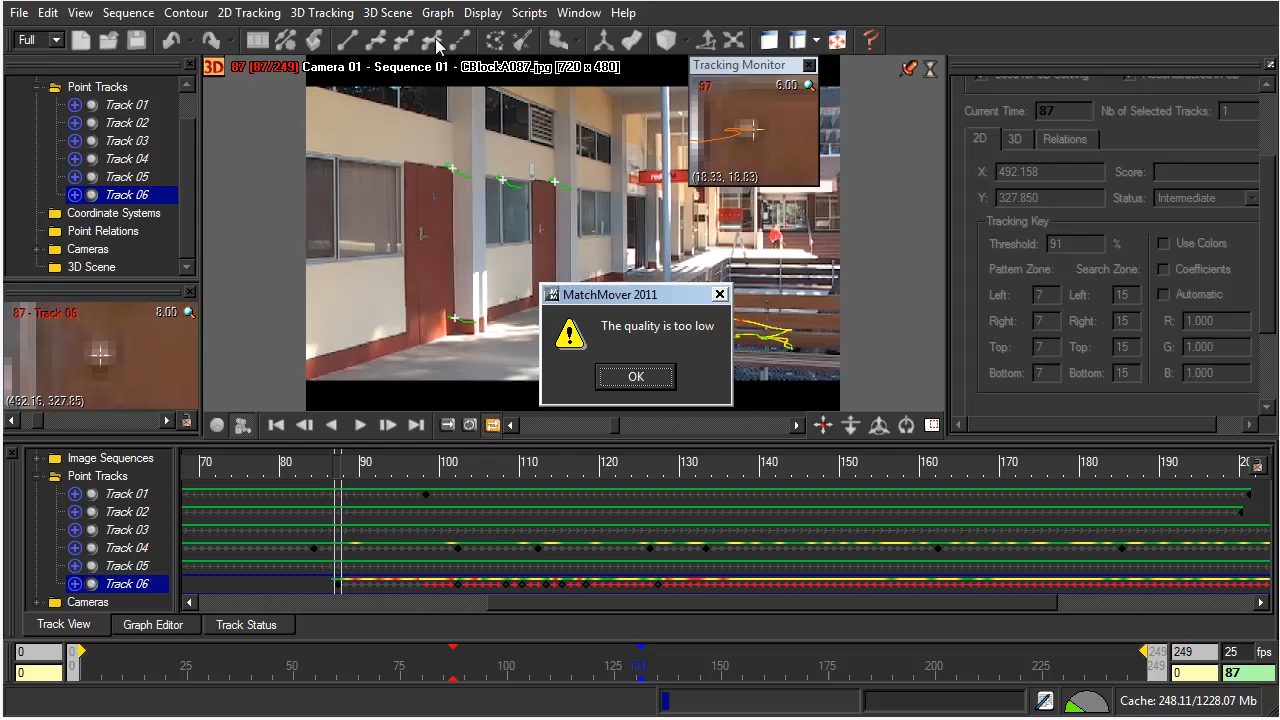 File Edit View Sequence Contour 2D Tracking 3D Tracking 3D Scene Graph Display Scripts Window Help
Full
3D 87 [87/249] Camera 01 - Sequence 01 - CBlockA087.jpg [720 x 480]
Tracking Monitor
97 6.00
(18.33, 18.83)
Point Tracks
Track 01
Track 02
Track 03
Track 04
Track 05
Track 06
Coordinate Systems
Point Relations
Cameras
3D Scene
87 - Track 06 8.00
(492.16, 327.85)
MatchMover 2011
The quality is too low
OK
Current Time: 87 Nb of Selected Tracks: 1
2D 3D Relations
X: 492.158 Score:
Y: 327.850 Status: Intermediate
Tracking Key
Threshold: 91 % Use Colors
Pattern Zone: Search Zone: Coefficients
Left: 7 Left: 15 Automatic
Right: 7 Right: 15 R: 1.000
Top: 7 Top: 15 G: 1.000
Bottom: 7 Bottom: 15 B: 1.000
Image Sequences
Point Tracks
Track 01
Track 02
Track 03
Track 04
Track 05
Track 06
Cameras
70 80 90 100 110 120 130 140 150 160 170 180 190
Track View Graph Editor Track Status
0 0 25 50 75 100 125 131 150 175 200 225 249 249 25 fps
0 0 249 0 87
Cache: 248.11/1228.07 Mb